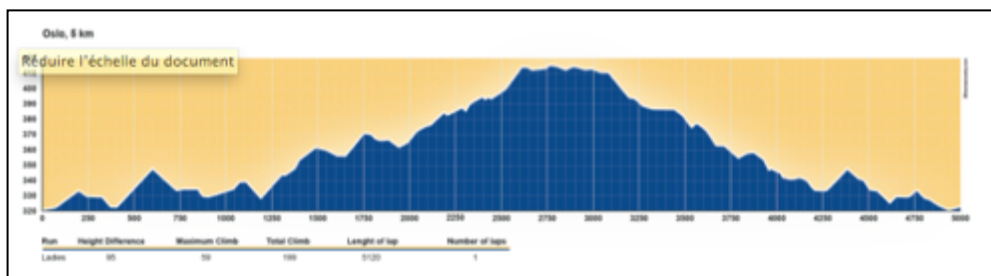 Oslo, 5 km
Réduire l'échelle du document
410
400
390
380
370
360
350
340
330
320
0 250 500 750 1000 1250 1500 1750 2000 2250 2500 2750 3000 3250 3500 3750 4000 4250 4500 4750 5000
Run Height Difference Maximum Climb Total Climb Lenght of lap Number of laps
Ladies 95 59 199 5120 1